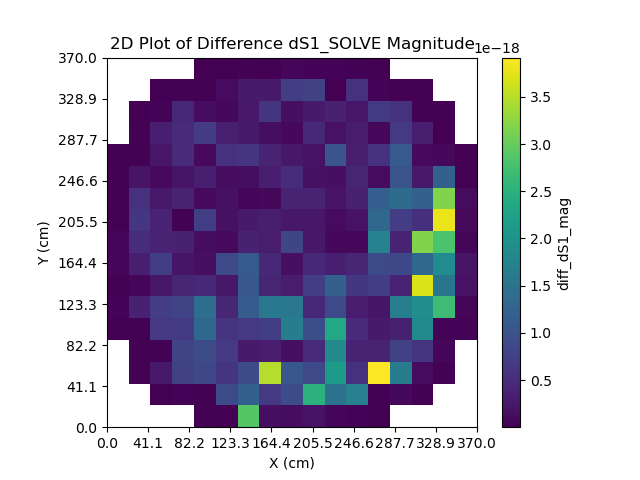 2D Plot of Difference dS1_SOLVE Magnitude
1e−18
370.0
328.9
287.7
246.6
205.5
164.4
123.3
82.2
41.1
0.0
Y (cm)
0.0 41.1 82.2 123.3 164.4 205.5 246.6 287.7 328.9 370.0
X (cm)
3.5
3.0
2.5
2.0
1.5
1.0
0.5
diff_dS1_mag